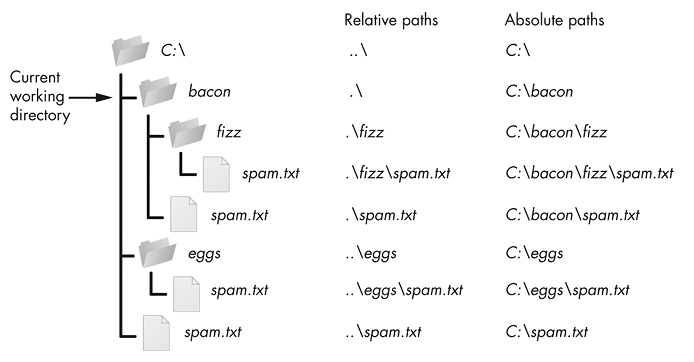 Relative paths Absolute paths
C:\ ..\ C:\
Current
working
directory
bacon .\ C:\bacon
fizz .\fizz C:\bacon\fizz
spam.txt .\fizz\spam.txt C:\bacon\fizz\spam.txt
spam.txt .\spam.txt C:\bacon\spam.txt
eggs ..\eggs C:\eggs
spam.txt ..\eggs\spam.txt C:\eggs\spam.txt
spam.txt ..\spam.txt C:\spam.txt